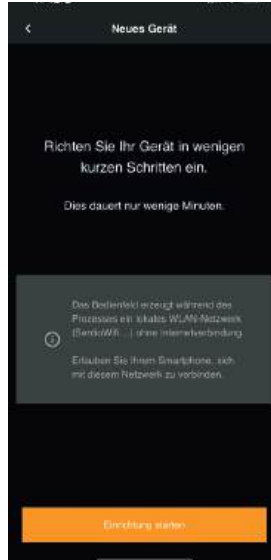 Neues Gerät
Richten Sie Ihr Gerät in wenigen
kurzen Schritten ein.
Dies dauert nur wenige Minuten.
Das Bedienfeld erzeugt während des
Prozesses ein lokales WLAN-Netzwerk
(SentioWifi...) ohne Internetverbindung.
Erlauben Sie Ihrem Smartphone, sich
mit diesem Netzwerk zu verbinden.
Einrichtung starten